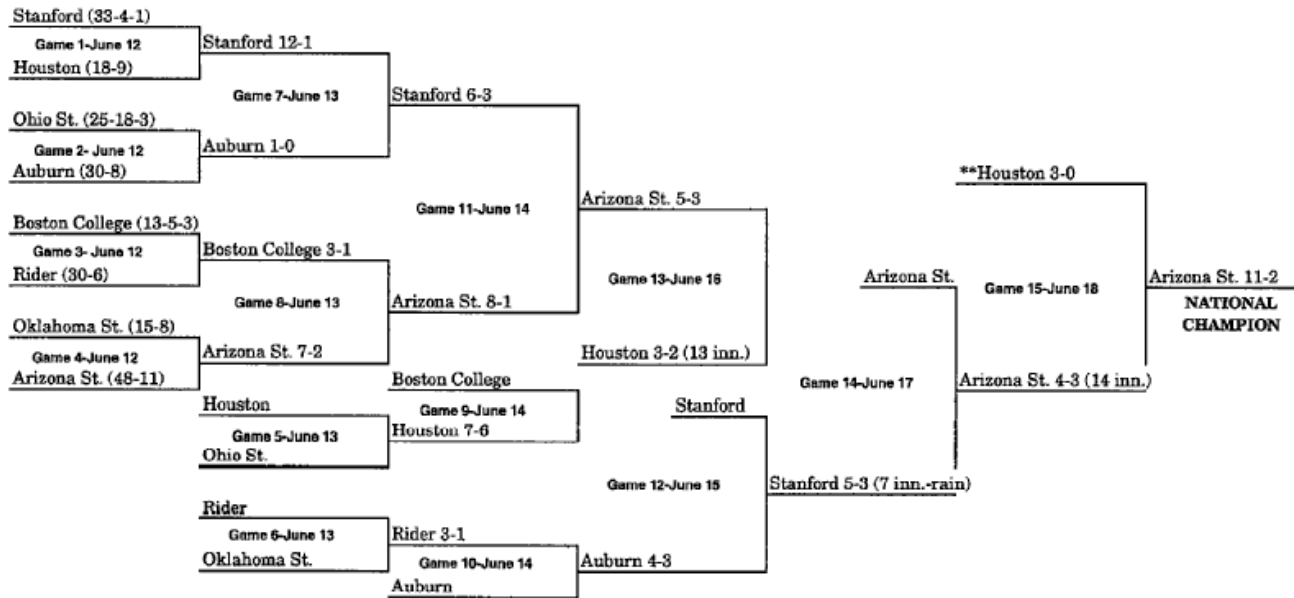 Stanford (33-4-1)
Game 1-June 12
Houston (18-9)
Stanford 12-1
Game 7-June 13
Stanford 6-3
Ohio St. (25-18-3)
Game 2- June 12
Auburn (30-8)
Auburn 1-0
**Houston 3-0
Game 11-June 14
Arizona St. 5-3
Boston College (13-5-3)
Game 3- June 12
Rider (30-6)
Boston College 3-1
Game 8-June 13
Arizona St. 8-1
Game 13-June 16
Arizona St.
Game 15-June 18
Arizona St. 11-2
NATIONAL
CHAMPION
Oklahoma St. (15-8)
Game 4-June 12
Arizona St. (48-11)
Arizona St. 7-2
Houston 3-2 (13 inn.)
Boston College
Game 9-June 14
Houston 7-6
Game 14-June 17
Arizona St. 4-3 (14 inn.)
Houston
Game 5-June 13
Ohio St.
Stanford
Game 12-June 15
Stanford 5-3 (7 inn.-rain)
Rider
Game 6-June 13
Oklahoma St.
Rider 3-1
Game 10-June 14
Auburn
Auburn 4-3